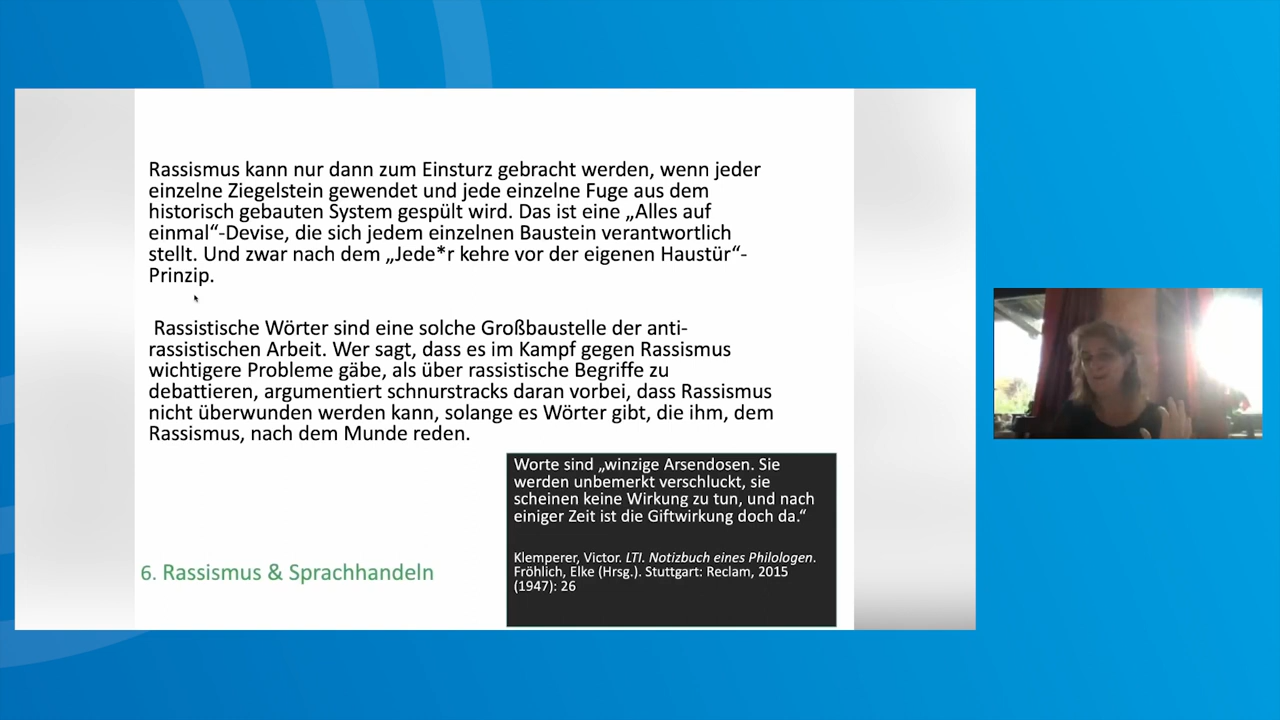 Rassismus kann nur dann zum Einsturz gebracht werden, wenn jeder
einzelne Ziegelstein gewendet und jede einzelne Fuge aus dem
historisch gebauten System gespült wird. Das ist eine „Alles auf
einmal“-Devise, die sich jedem einzelnen Baustein verantwortlich
stellt. Und zwar nach dem „Jede*r kehre vor der eigenen Haustür“-
Prinzip.
Rassistische Wörter sind eine solche Großbaustelle der anti-
rassistischen Arbeit. Wer sagt, dass es im Kampf gegen Rassismus
wichtigere Probleme gäbe, als über rassistische Begriffe zu
debattieren, argumentiert schnurstracks daran vorbei, dass Rassismus
nicht überwunden werden kann, solange es Wörter gibt, die ihm, dem
Rassismus, nach dem Munde reden.
Worte sind „winzige Arsendosen. Sie
werden unbemerkt verschluckt, sie
scheinen keine Wirkung zu tun, und nach
einiger Zeit ist die Giftwirkung doch da.“
Klemperer, Victor. LTI. Notizbuch eines Philologen.
Fröhlich, Elke (Hrsg.). Stuttgart: Reclam, 2015
(1947): 26
6. Rassismus & Sprachhandeln